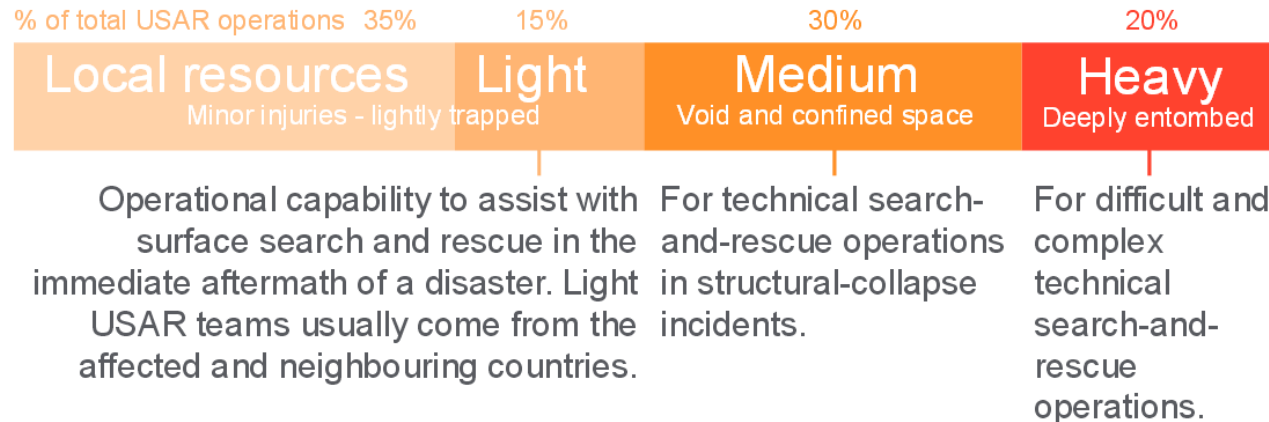 % of total USAR operations 35% 15% 30% 20%
Local resources Light Medium Heavy
Minor injuries - lightly trapped Void and confined space Deeply entombed
Operational capability to assist with
surface search and rescue in the
immediate aftermath of a disaster. Light
USAR teams usually come from the
affected and neighbouring countries.
For technical search-
and-rescue operations
in structural-collapse
incidents.
For difficult and
complex
technical
search-and-
rescue
operations.